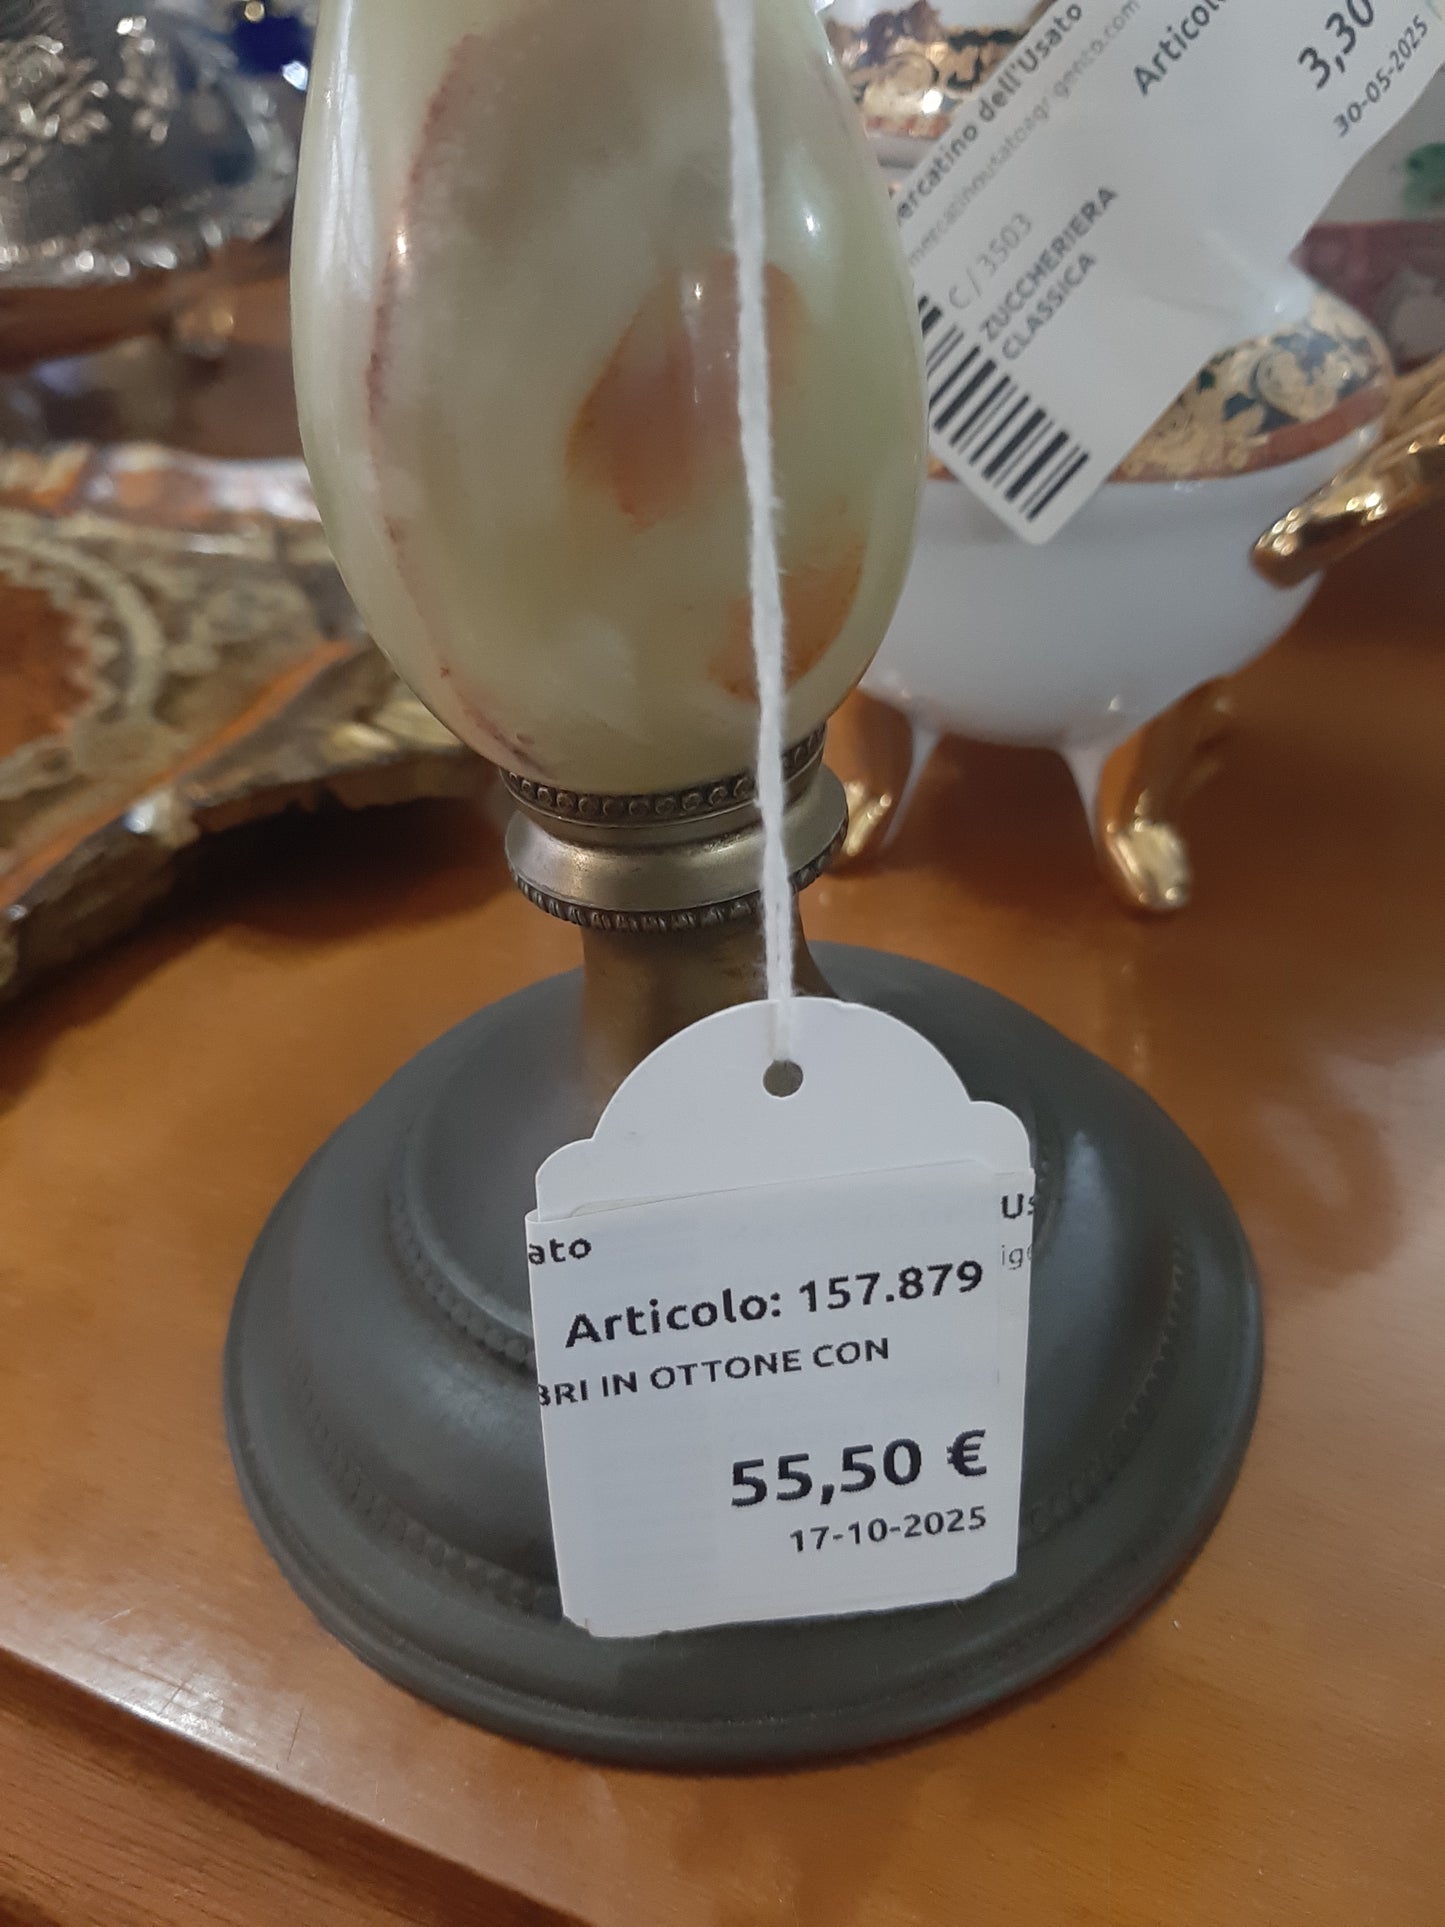 dell'Usato
Articolo
3,30
30-05-2025
C / 3503
ZUCCHERIERA
CLASSICA
ato
Us
Articolo: 157.879
BRI IN OTTONE CON
55,50 €
17-10-2025